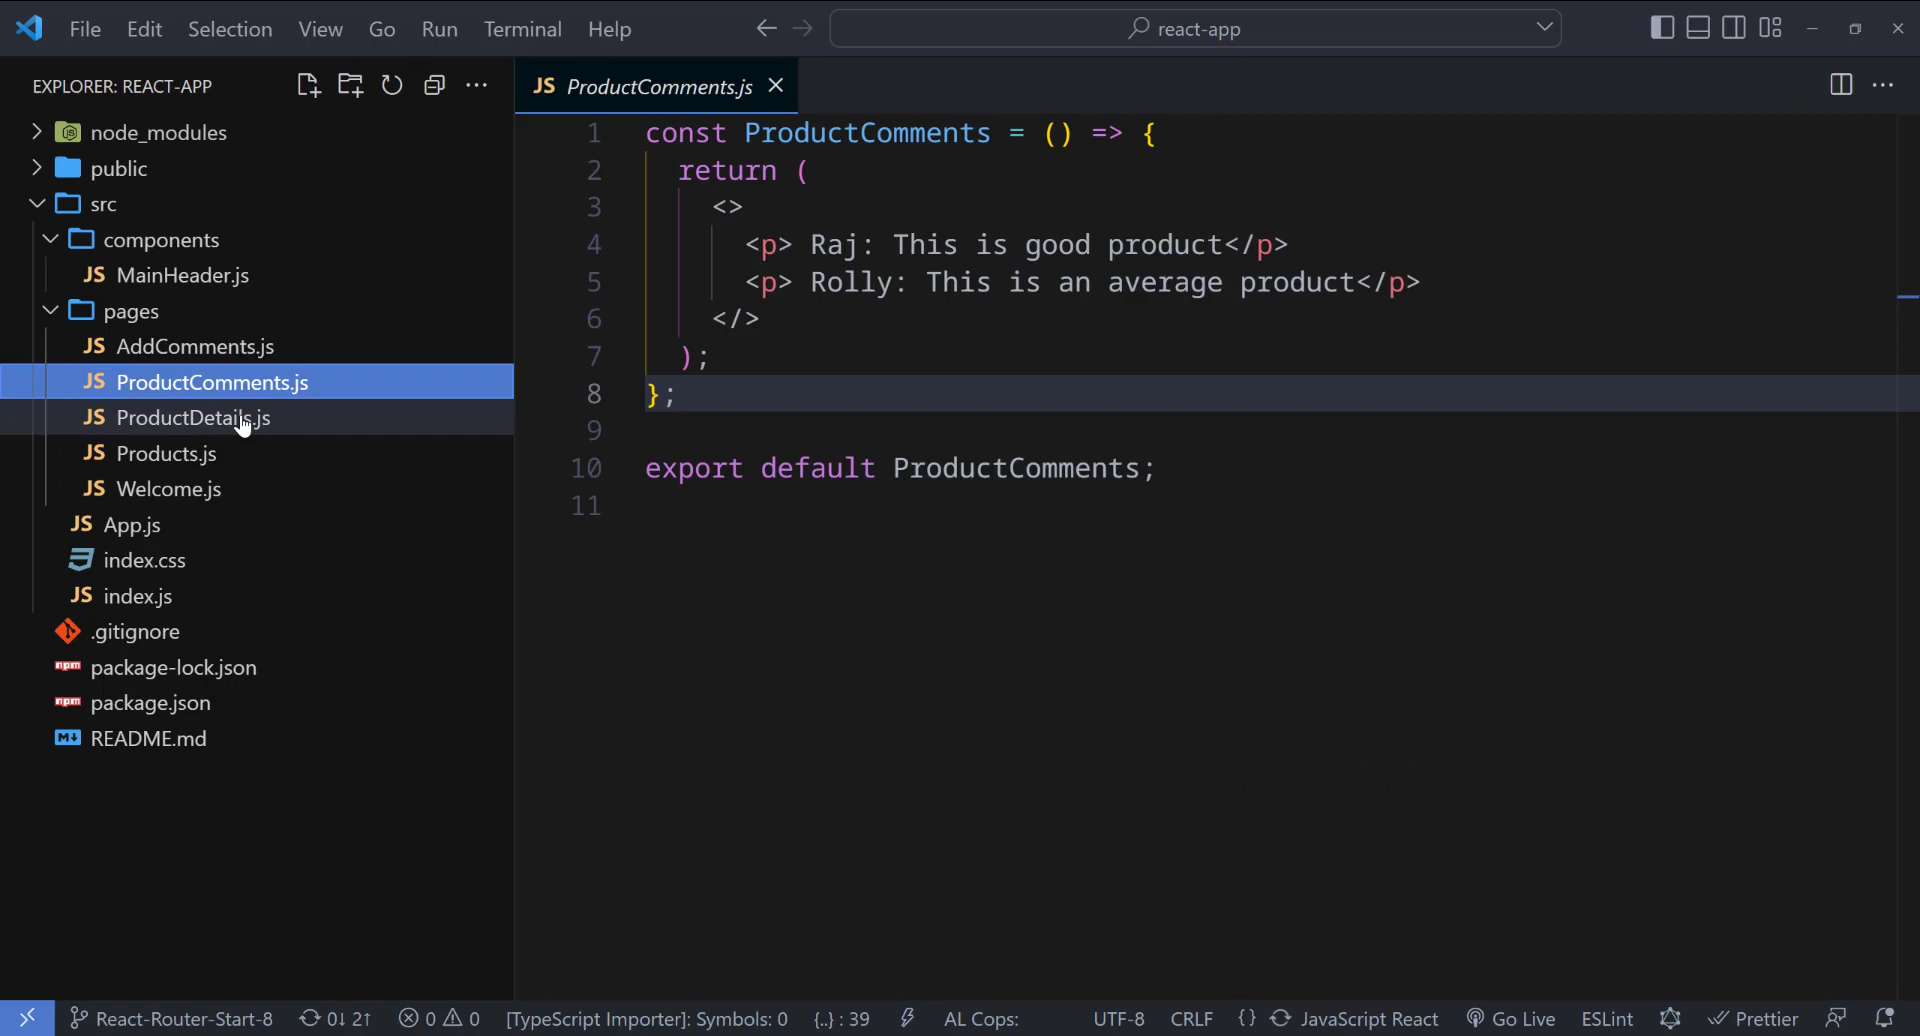 File Edit Selection View Go Run Terminal Help
react-app
EXPLORER: REACT-APP
node_modules
public
src
components
JS MainHeader.js
pages
JS AddComments.js
JS ProductComments.js
JS ProductDetails.js
JS Products.js
JS Welcome.js
JS App.js
index.css
JS index.js
.gitignore
npm package-lock.json
npm package.json
M↓ README.md
JS ProductComments.js
1 const ProductComments = () => {
2 return (
3 <>
4 <p> Raj: This is good product</p>
5 <p> Rolly: This is an average product</p>
6 </>
7 );
8 };
9
10 export default ProductComments;
11
React-Router-Start-8 0↓ 2↑ 0 0 [TypeScript Importer]: Symbols: 0 {..} : 39 AL Cops: UTF-8 CRLF {} JavaScript React Go Live ESLint Prettier